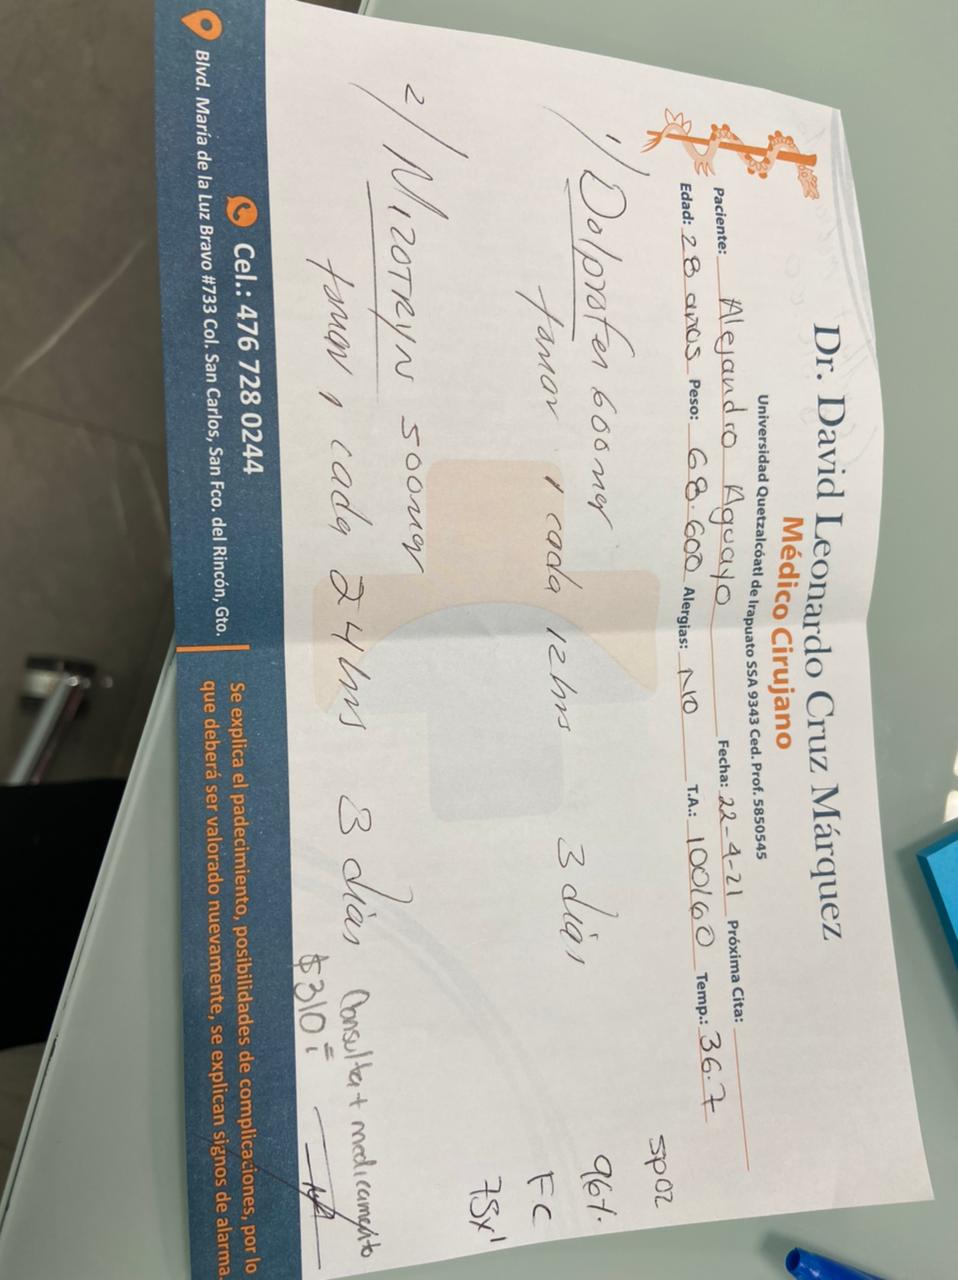 Dr. David Leonardo Cruz Márquez
Médico Cirujano
Universidad Quetzalcóatl de Irapuato SSA 9343 Ced. Prof. 5850545
Paciente: Alejandro Aguayo Fecha: 22-4-21 Próxima Cita:
Edad: 28 años Peso: 68.600 Alergias: NO T.A.: 100/60 Temp.: 36.7
SpO2
96%.
FC
75x'
1) Dolprofen 600mg
tomar 1 cada 12hrs 3 dias
2) Nizotryn 500mg
tomar 1 cada 24hrs 3 dias
Consulta + medicamento
$310
Cel.: 476 728 0244
Blvd. María de la Luz Bravo #733 Col. San Carlos, San Fco. del Rincón, Gto.
Se explica el padecimiento, posibilidades de complicaciones, por lo
que deberá ser valorado nuevamente, se explican signos de alarma.